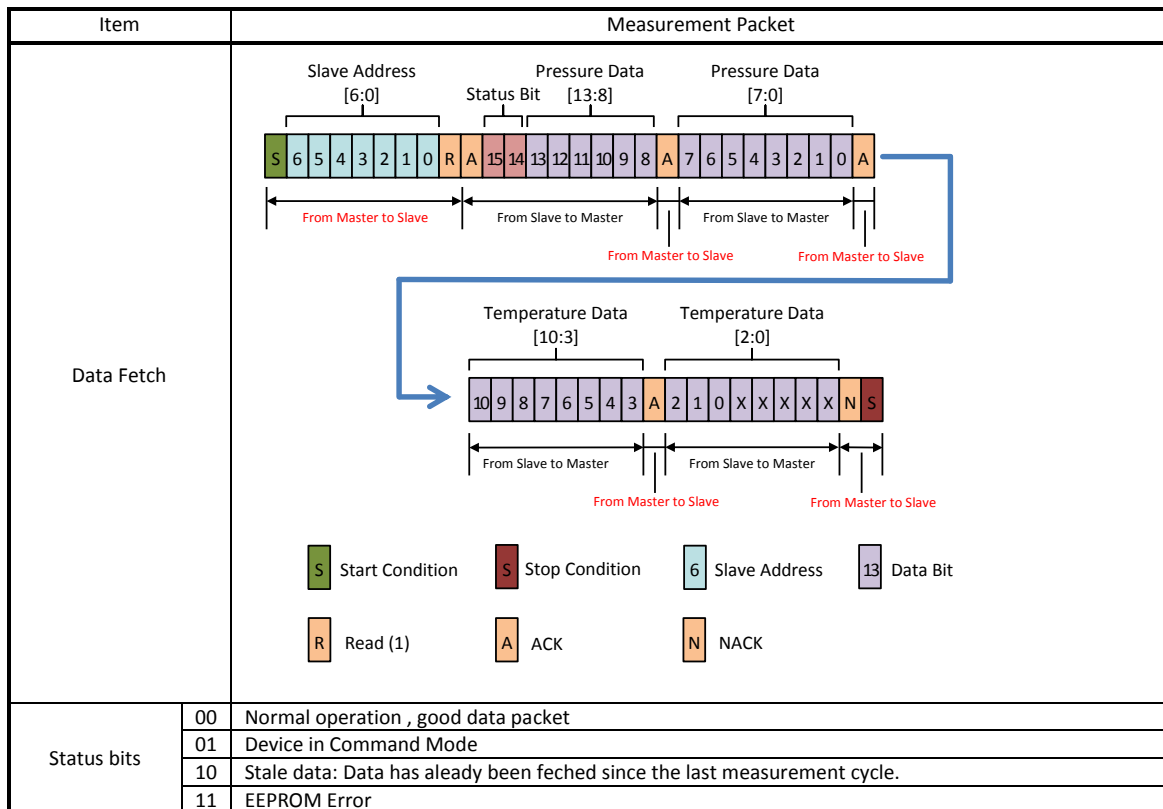 Item Measurement Packet
Data Fetch
Slave Address Status Bit Pressure Data Pressure Data
[6:0] [13:8] [7:0]
S 6 5 4 3 2 1 0 R A 15 14 13 12 11 10 9 8 A 7 6 5 4 3 2 1 0 A
From Master to Slave From Slave to Master From Slave to Master
From Master to Slave From Master to Slave
Temperature Data Temperature Data
[10:3] [2:0]
10 9 8 7 6 5 4 3 A 2 1 0 X X X X X N S
From Slave to Master From Slave to Master
From Master to Slave From Master to Slave
S Start Condition S Stop Condition 6 Slave Address 13 Data Bit
R Read (1) A ACK N NACK
Status bits
00 Normal operation , good data packet
01 Device in Command Mode
10 Stale data: Data has aleady been feched since the last measurement cycle.
11 EEPROM Error